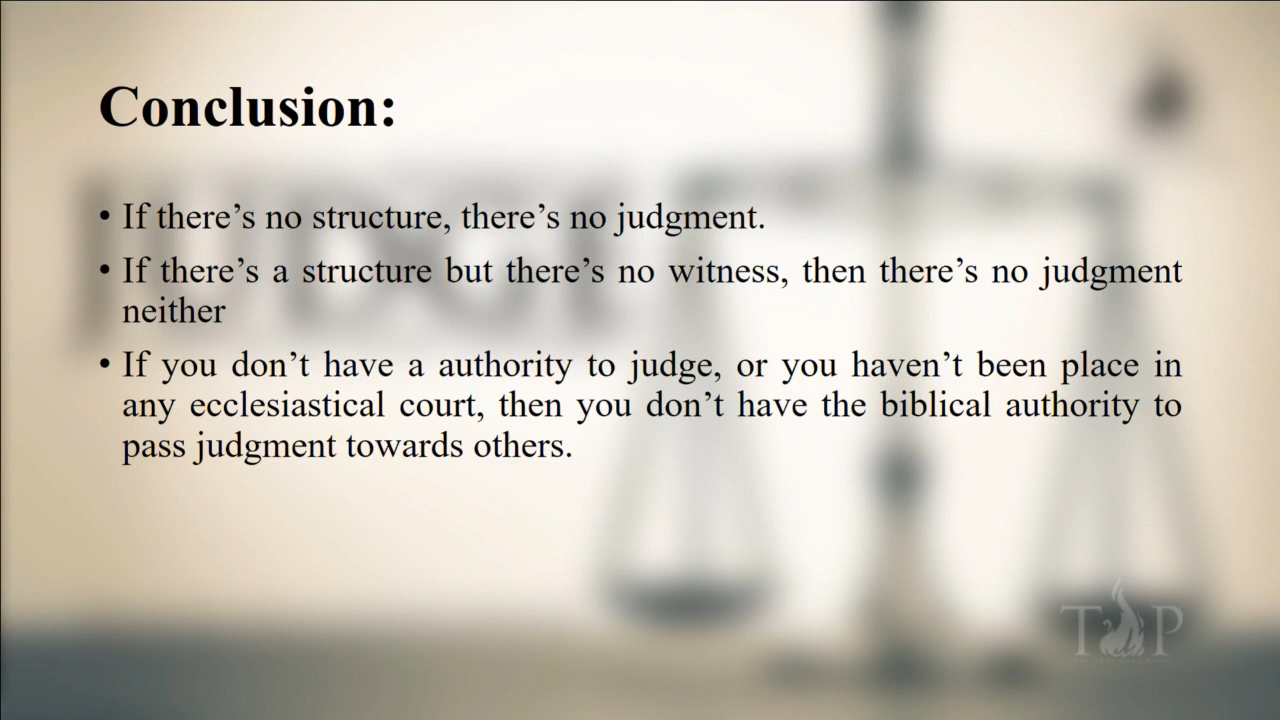 Conclusion:
• If there’s no structure, there’s no judgment.
• If there’s a structure but there’s no witness, then there’s no judgment
neither
• If you don’t have a authority to judge, or you haven’t been place in
any ecclesiastical court, then you don’t have the biblical authority to
pass judgment towards others.
T P